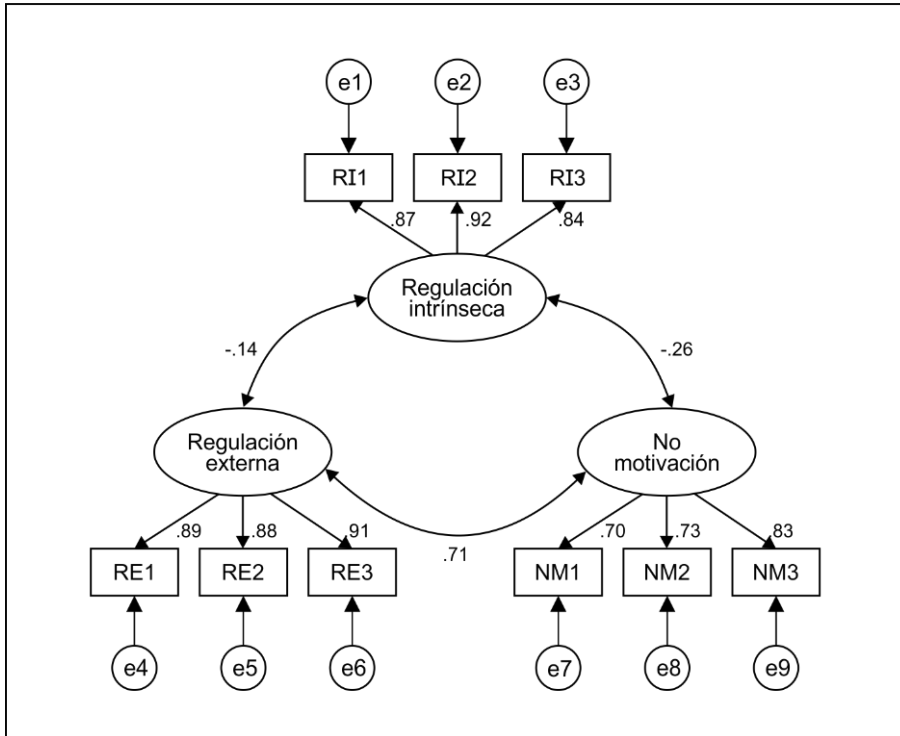 e1 e2 e3
RI1 RI2 RI3
.87 .92 .84
Regulación
intrínseca
-.14 -.26
Regulación
externa
No
motivación
.89 .88 .91
.71
.70 .73 .83
RE1 RE2 RE3
NM1 NM2 NM3
e4 e5 e6
e7 e8 e9